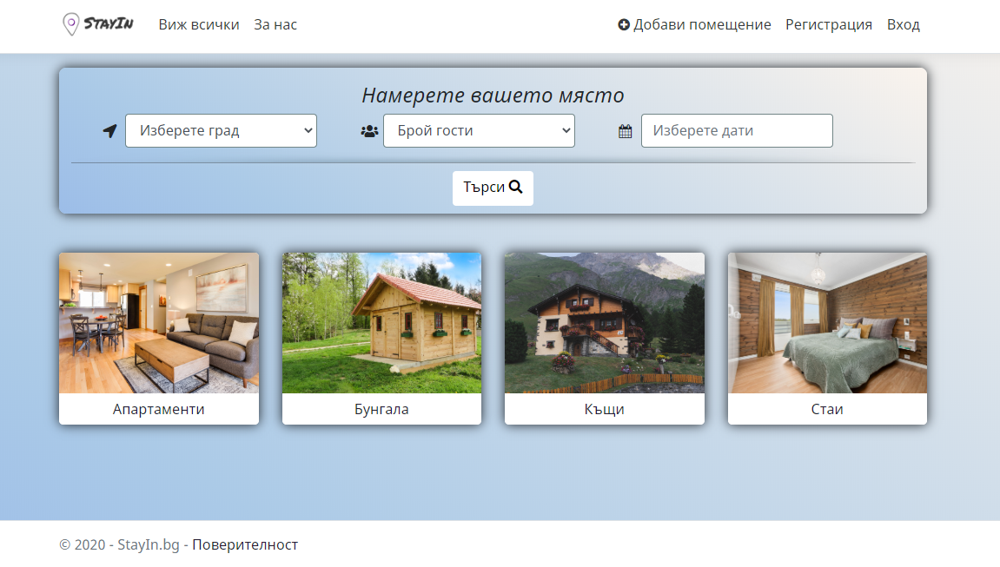 StayIn Виж всички За нас Добави помещение Регистрация Вход
Намерете вашето място
Изберете град Брой гости Изберете дати
Търси
Апартаменти Бунгала Къщи Стаи
© 2020 - StayIn.bg - Поверителност